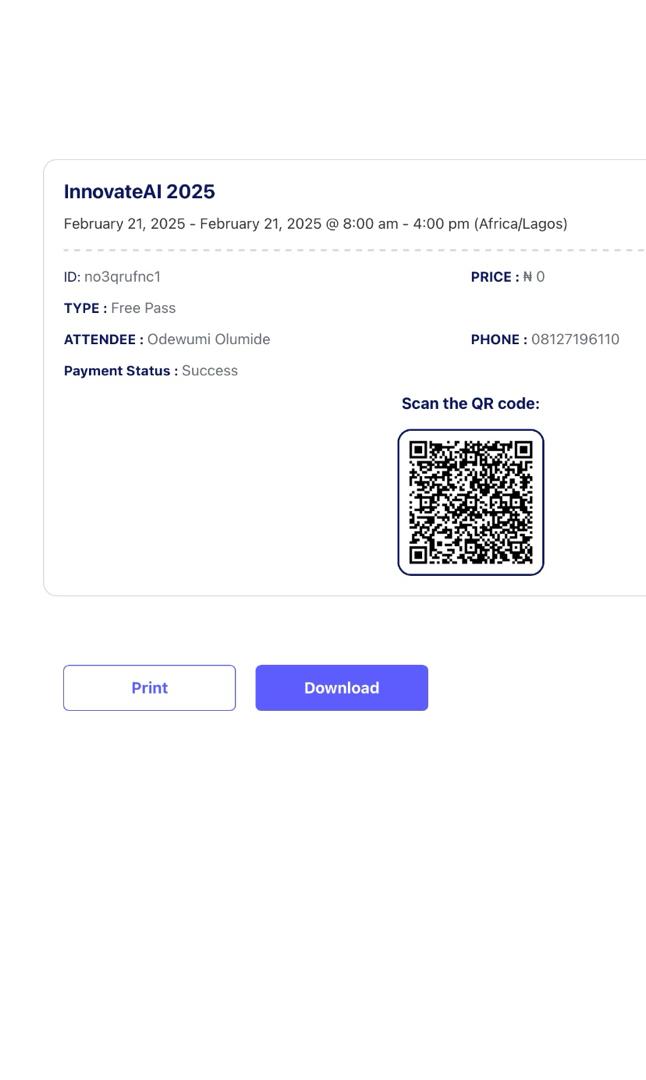 InnovateAI 2025
February 21, 2025 - February 21, 2025 @ 8:00 am - 4:00 pm (Africa/Lagos)
ID: no3qrufnc1 PRICE : ₦ 0
TYPE : Free Pass
ATTENDEE : Odewumi Olumide PHONE : 08127196110
Payment Status : Success
Scan the QR code:
Print Download